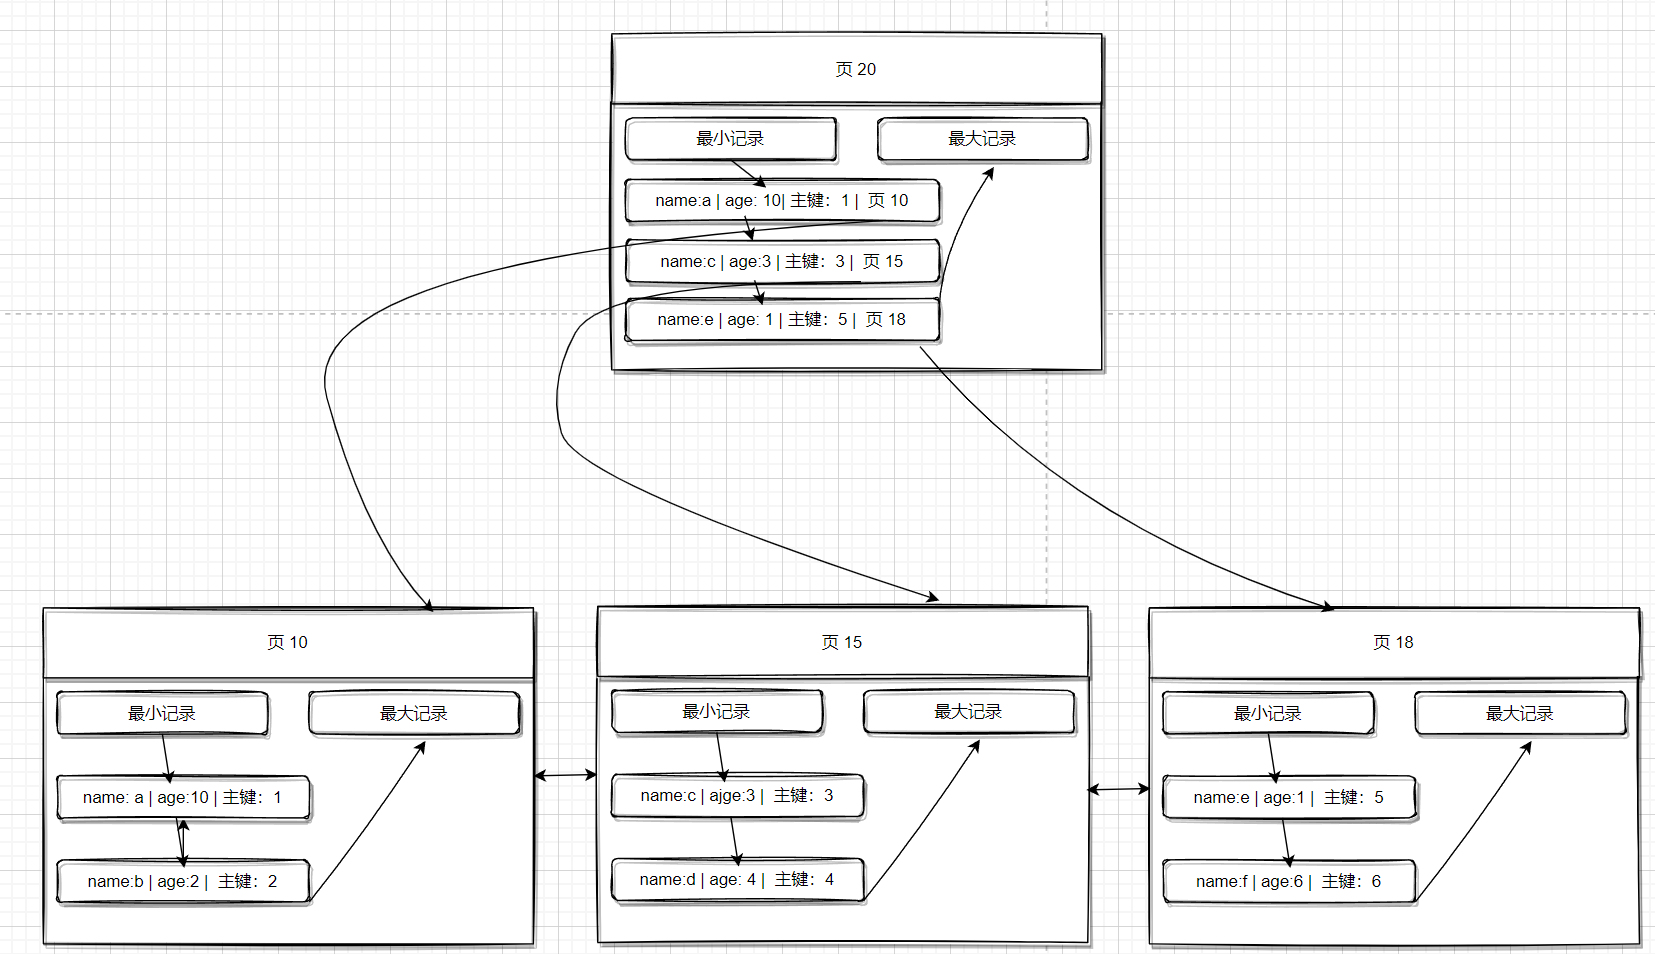 页 20
最小记录
最大记录
name:a | age: 10| 主键：1 | 页 10
name:c | age:3 | 主键：3 | 页 15
name:e | age: 1 | 主键：5 | 页 18
页 10
最小记录
最大记录
name: a | age:10 | 主键：1
name:b | age:2 | 主键：2
页 15
最小记录
最大记录
name:c | ajge:3 | 主键：3
name:d | age: 4 | 主键：4
页 18
最小记录
最大记录
name:e | age:1 | 主键：5
name:f | age:6 | 主键：6